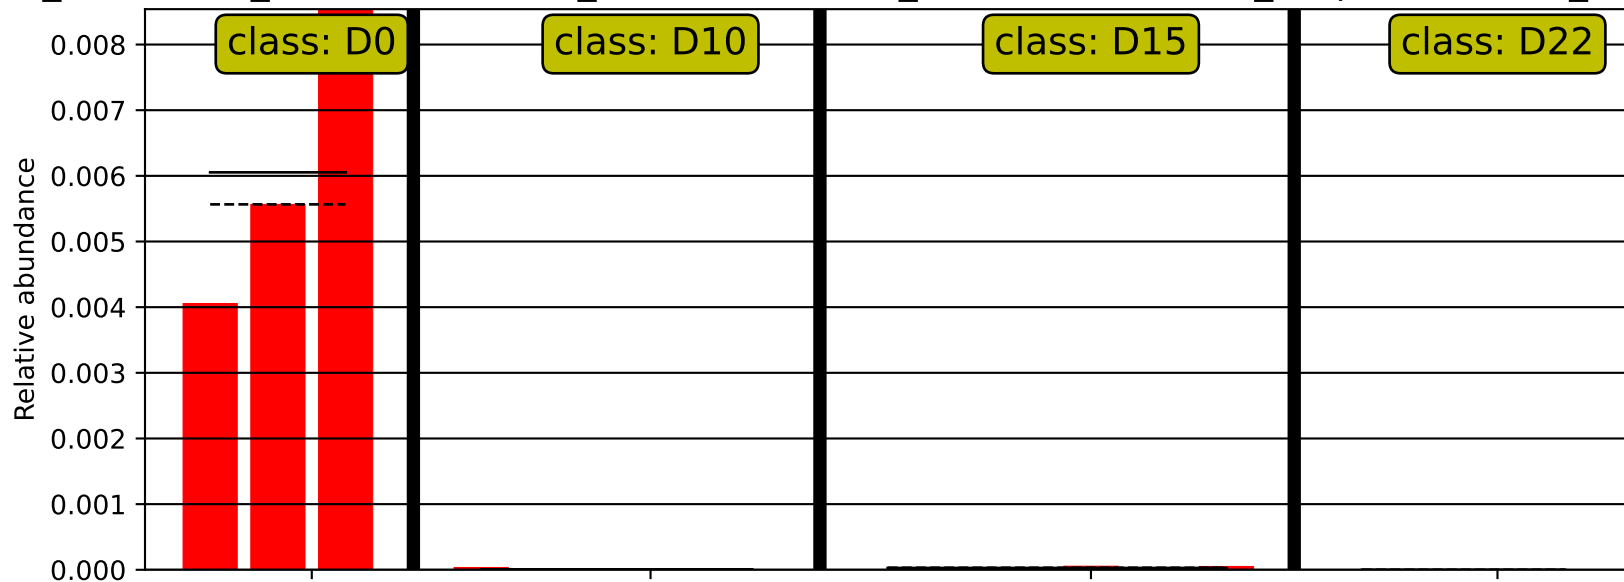 class: D0
class: D10
class: D15
class: D22
0.008
0.007
0.006
0.005
0.004
0.003
0.002
0.001
0.000
Relative abundance